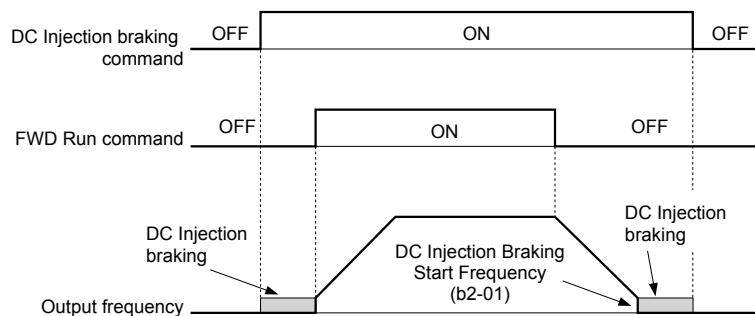 DC Injection braking command
OFF
ON
OFF
FWD Run command
OFF
ON
OFF
DC Injection
braking
DC Injection Braking
Start Frequency
(b2-01)
DC Injection
braking
Output frequency